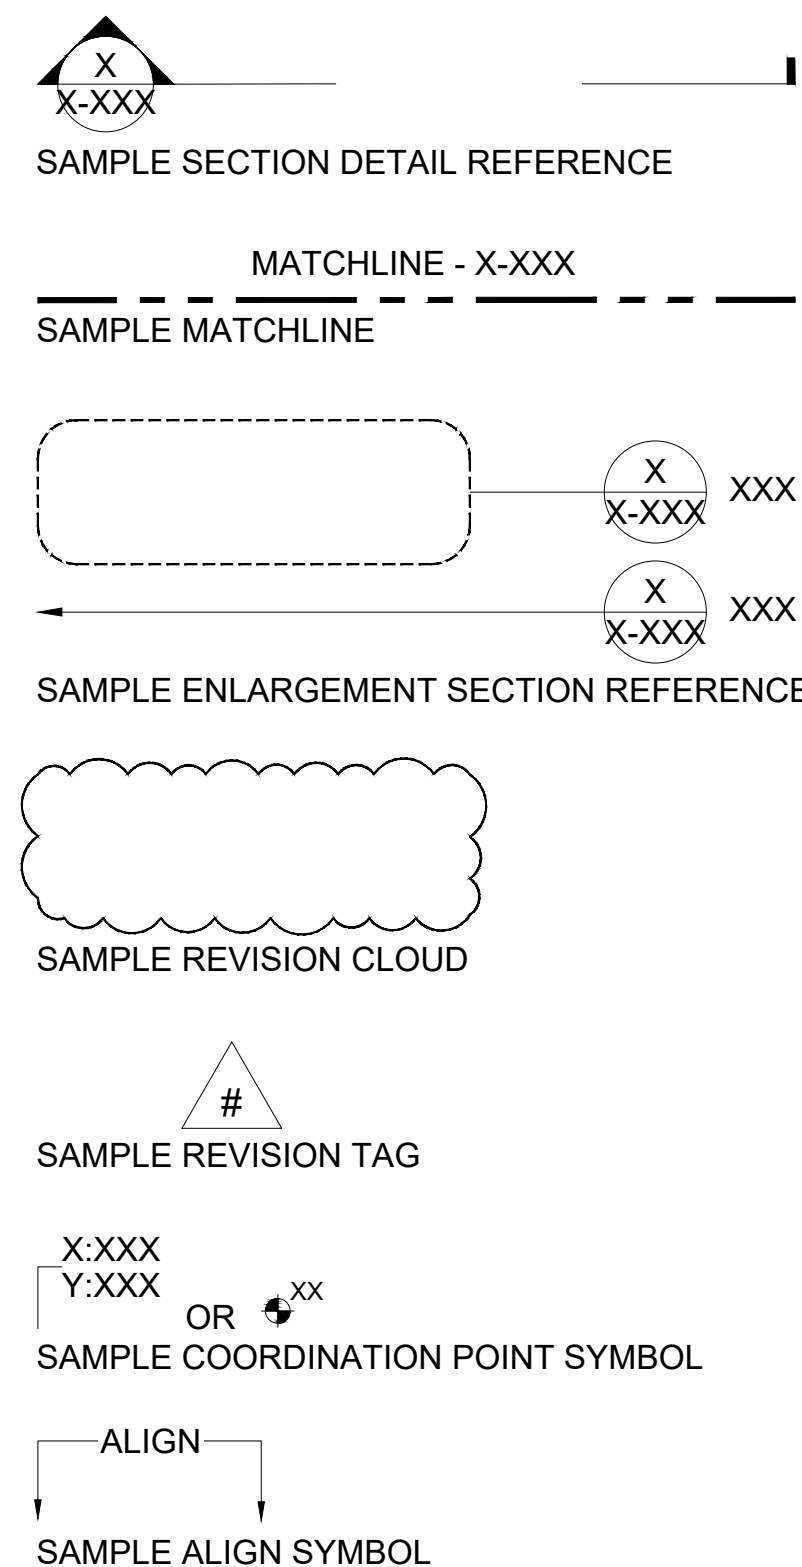 X
X-XXX
SAMPLE SECTION DETAIL REFERENCE
MATCHLINE - X-XXX
SAMPLE MATCHLINE
X
X-XXX
XXX
X
X-XXX
XXX
SAMPLE ENLARGEMENT SECTION REFERENCE
SAMPLE REVISION CLOUD
#
SAMPLE REVISION TAG
X:XXX
Y:XXX
OR
XX
SAMPLE COORDINATION POINT SYMBOL
ALIGN
SAMPLE ALIGN SYMBOL